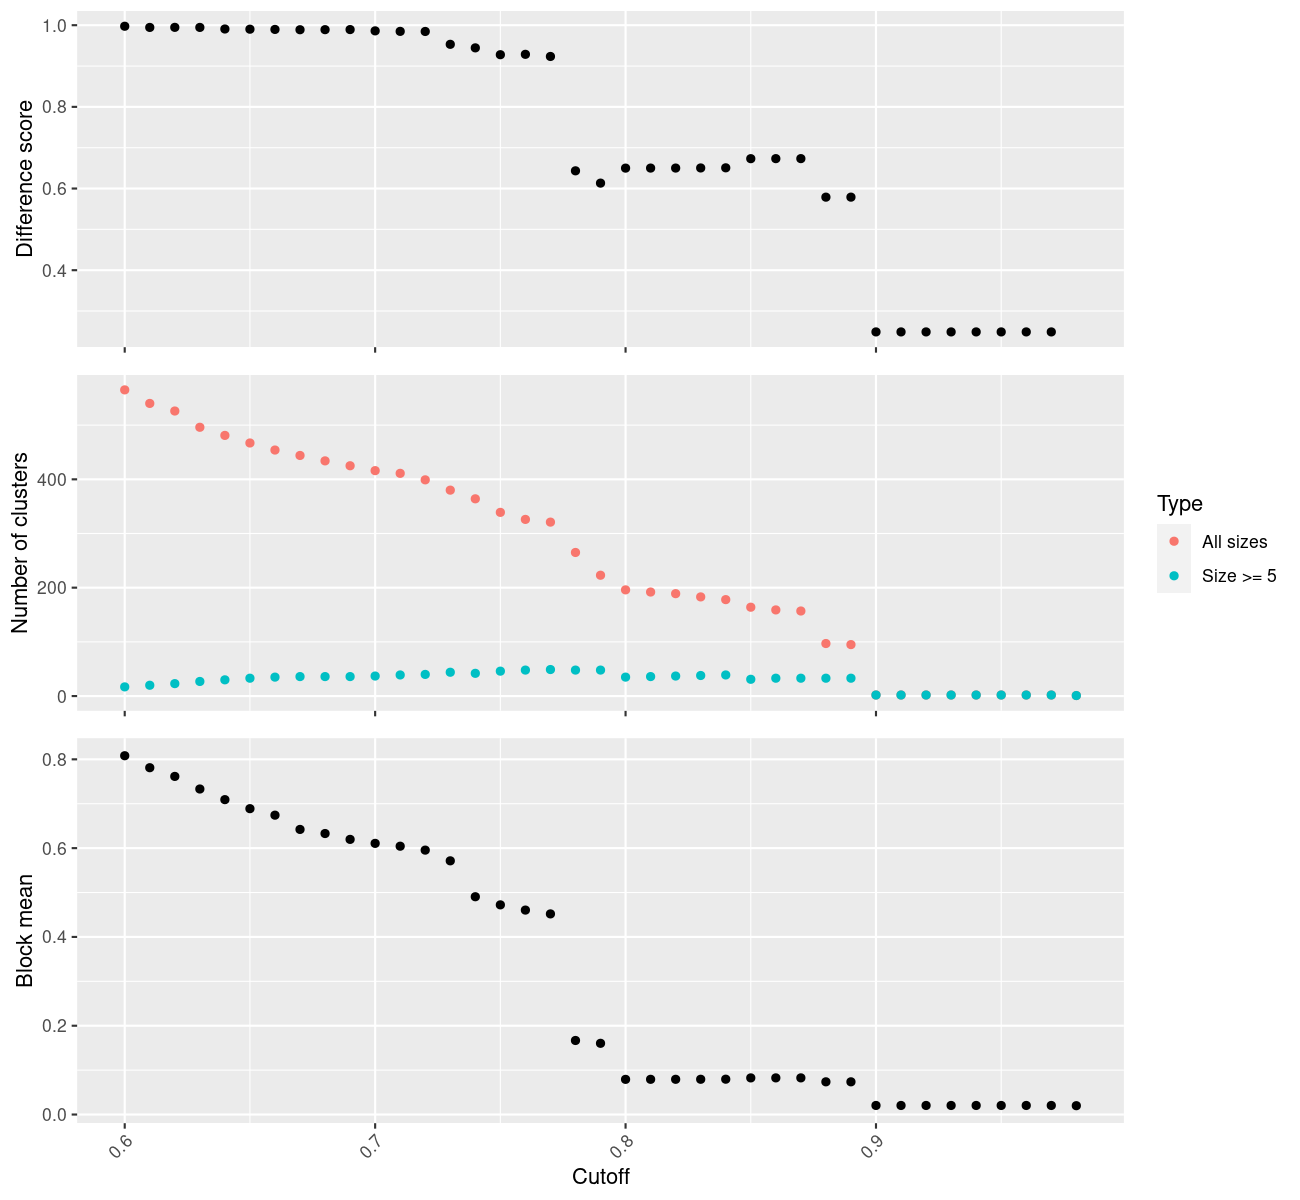 Difference score
1.0
0.8
0.6
0.4
Number of clusters
400
200
0
Type
All sizes
Size >= 5
Block mean
0.8
0.6
0.4
0.2
0.0
0.6
0.7
0.8
0.9
Cutoff